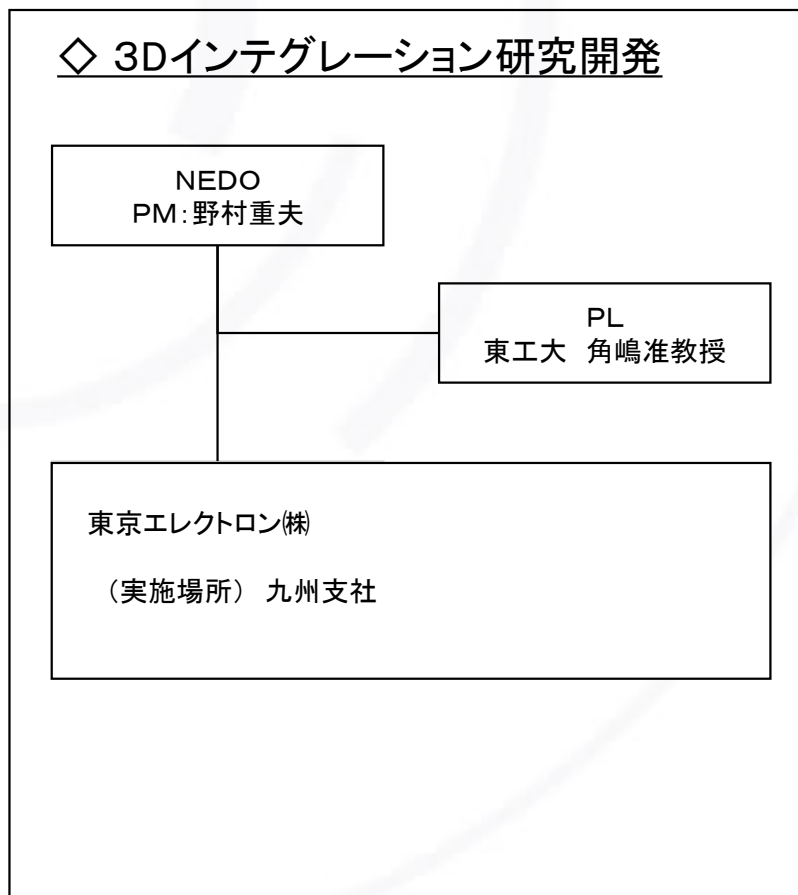 ◇ 3Dインテグレーション研究開発
NEDO
PM：野村重夫
PL
東工大　角嶋准教授
東京エレクトロン㈱
（実施場所） 九州支社